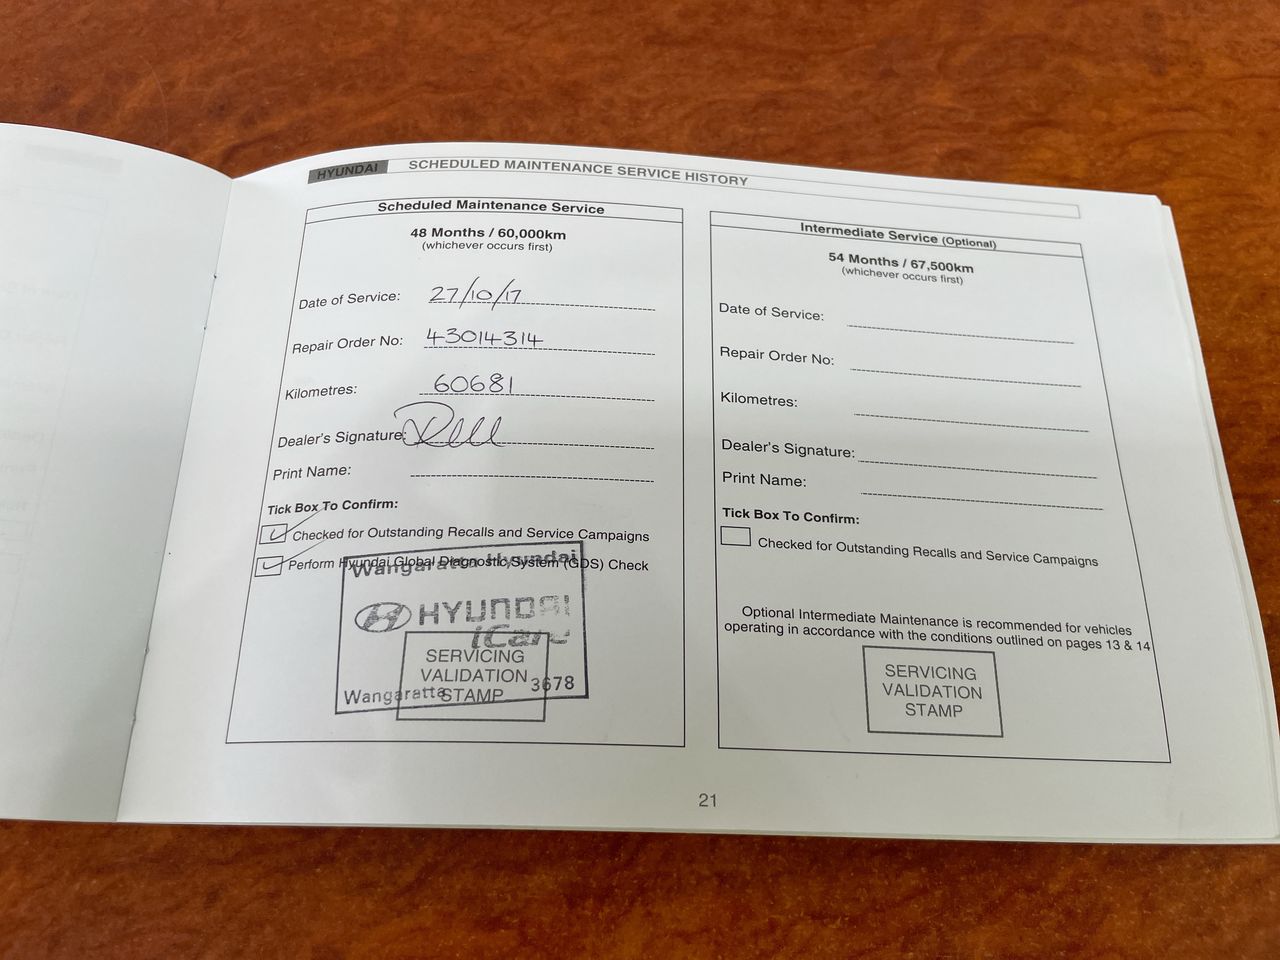 HYUNDAI SCHEDULED MAINTENANCE SERVICE HISTORY
Scheduled Maintenance Service
48 Months / 60,000km
(whichever occurs first)
Date of Service: 27/10/17
Repair Order No: 43014314
Kilometres: 60681
Dealer's Signature:
Print Name:
Tick Box To Confirm:
Checked for Outstanding Recalls and Service Campaigns
Perform Hyundai Global Diagnostic System (GDS) Check
Wangaratta Hyundai
HYUNDAI
iCare
SERVICING
VALIDATION
STAMP
Wangaratta 3678
Intermediate Service (Optional)
54 Months / 67,500km
(whichever occurs first)
Date of Service:
Repair Order No:
Kilometres:
Dealer's Signature:
Print Name:
Tick Box To Confirm:
Checked for Outstanding Recalls and Service Campaigns
Optional Intermediate Maintenance is recommended for vehicles
operating in accordance with the conditions outlined on pages 13 & 14
SERVICING
VALIDATION
STAMP
21